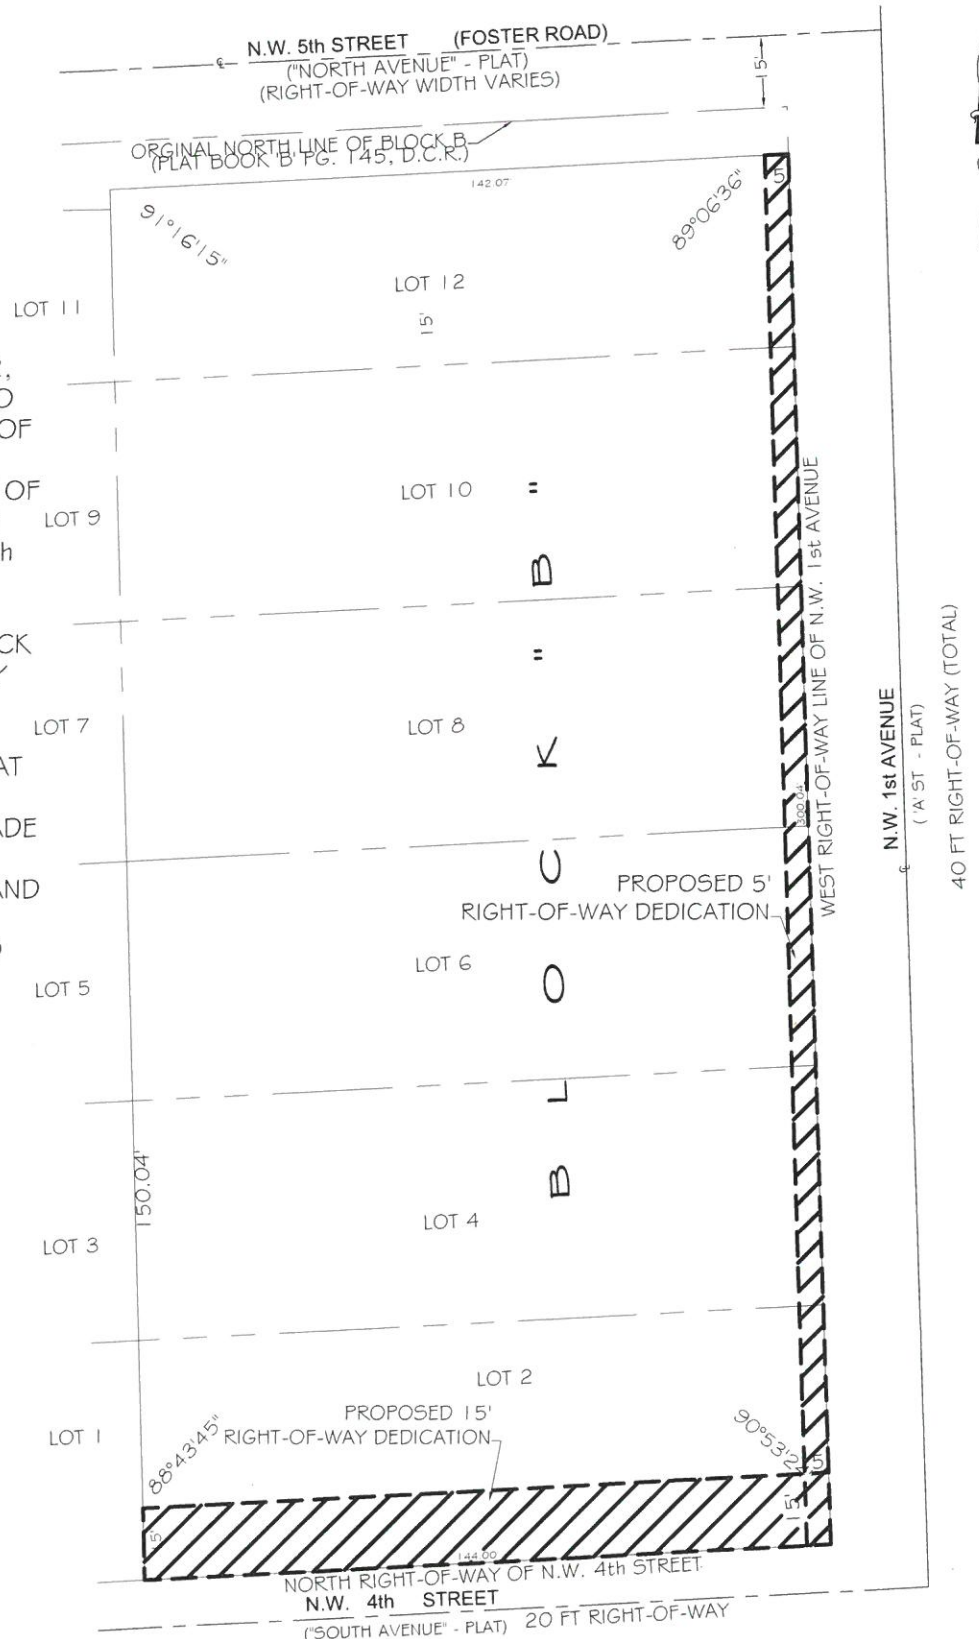 N.W. 5th STREET (FOSTER ROAD)
("NORTH AVENUE" - PLAT)
(RIGHT-OF-WAY WIDTH VARIES)
15'
ORGINAL NORTH LINE OF BLOCK B
(PLAT BOOK 'B' PG. 145, D.C.R.)
142.07
5'
91°16'15"
89°06'36"
LOT 11
LOT 12
15'
OF
LOT 10
OF
LOT 9
BLOCK "B"
WEST RIGHT-OF-WAY LINE OF N.W. 1st AVENUE
N.W. 1st AVENUE
('A' ST - PLAT)
40 FT RIGHT-OF-WAY (TOTAL)
LOT 7
LOT 8
300.04
AND
PROPOSED 5'
RIGHT-OF-WAY DEDICATION
LOT 5
LOT 6
150.04'
LOT 3
LOT 4
LOT 2
PROPOSED 15'
RIGHT-OF-WAY DEDICATION
LOT 1
88°43'45"
90°53'24"
5'
15'
15'
144.00
NORTH RIGHT-OF-WAY OF N.W. 4th STREET
N.W. 4th STREET
("SOUTH AVENUE" - PLAT) 20 FT RIGHT-OF-WAY